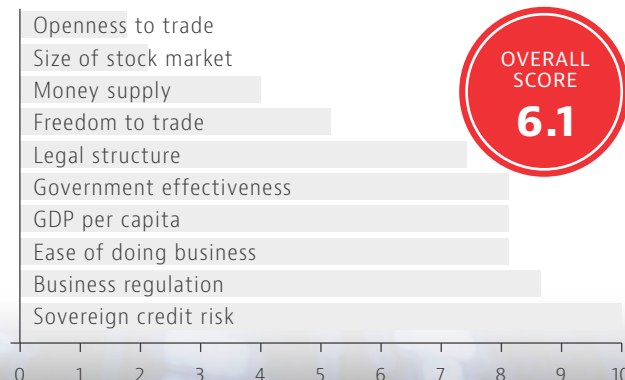 Openness to trade
Size of stock market
Money supply
Freedom to trade
Legal structure
Government effectiveness
GDP per capita
Ease of doing business
Business regulation
Sovereign credit risk
OVERALL
SCORE
6.1
0 1 2 3 4 5 6 7 8 9 10